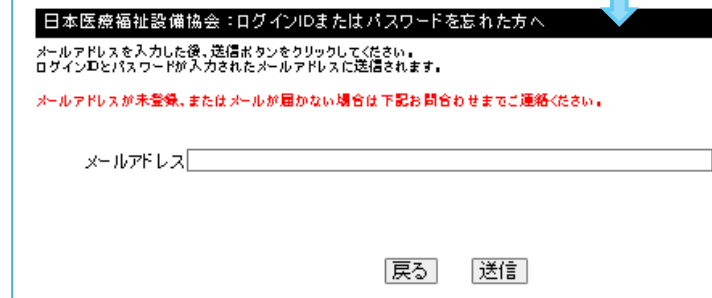 日本医療福祉設備協会：ログインIDまたはパスワードを忘れた方へ
メールアドレスを入力した後、送信ボタンをクリックしてください。
ログインIDとパスワードが入力されたメールアドレスに送信されます。
メールアドレスが未登録、またはメールが届かない場合は下記お問合わせまでご連絡ください。
メールアドレス
戻る 送信